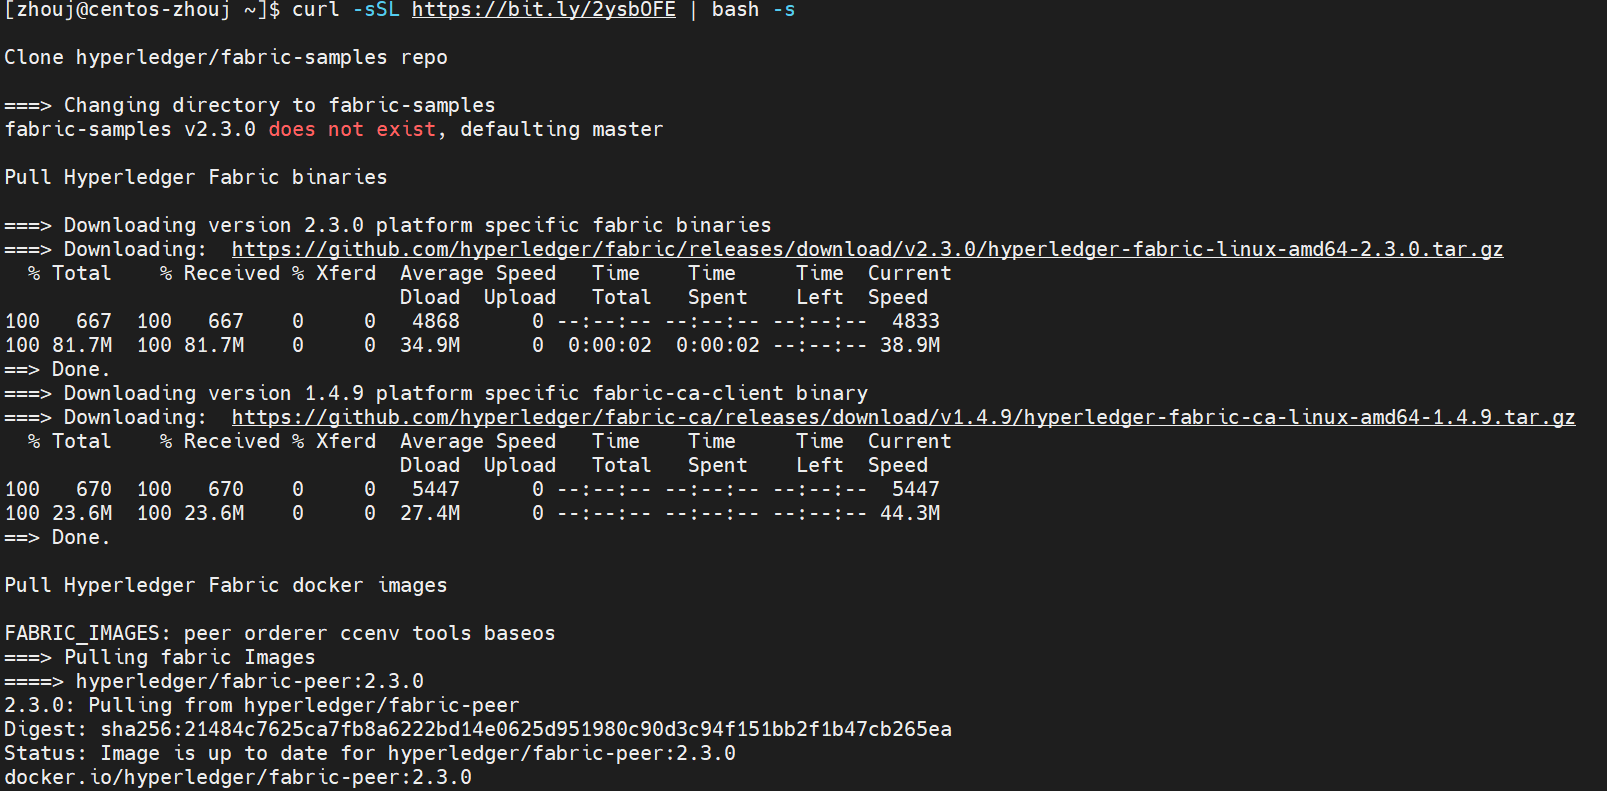 [zhouj@centos-zhouj ~]$ curl -sSL https://bit.ly/2ysbOFE | bash -s
Clone hyperledger/fabric-samples repo
===> Changing directory to fabric-samples
fabric-samples v2.3.0 does not exist, defaulting master
Pull Hyperledger Fabric binaries
===> Downloading version 2.3.0 platform specific fabric binaries
===> Downloading:  https://github.com/hyperledger/fabric/releases/download/v2.3.0/hyperledger-fabric-linux-amd64-2.3.0.tar.gz
  % Total    % Received % Xferd  Average Speed   Time    Time     Time  Current
                                 Dload  Upload   Total   Spent    Left  Speed
100   667  100   667    0     0   4868      0 --:--:-- --:--:-- --:--:--  4833
100 81.7M  100 81.7M    0     0  34.9M      0  0:00:02  0:00:02 --:--:-- 38.9M
==> Done.
===> Downloading version 1.4.9 platform specific fabric-ca-client binary
===> Downloading:  https://github.com/hyperledger/fabric-ca/releases/download/v1.4.9/hyperledger-fabric-ca-linux-amd64-1.4.9.tar.gz
  % Total    % Received % Xferd  Average Speed   Time    Time     Time  Current
                                 Dload  Upload   Total   Spent    Left  Speed
100   670  100   670    0     0   5447      0 --:--:-- --:--:-- --:--:--  5447
100 23.6M  100 23.6M    0     0  27.4M      0 --:--:-- --:--:-- --:--:-- 44.3M
==> Done.
Pull Hyperledger Fabric docker images
FABRIC_IMAGES: peer orderer ccenv tools baseos
===> Pulling fabric Images
====> hyperledger/fabric-peer:2.3.0
2.3.0: Pulling from hyperledger/fabric-peer
Digest: sha256:21484c7625ca7fb8a6222bd14e0625d951980c90d3c94f151bb2f1b47cb265ea
Status: Image is up to date for hyperledger/fabric-peer:2.3.0
docker.io/hyperledger/fabric-peer:2.3.0